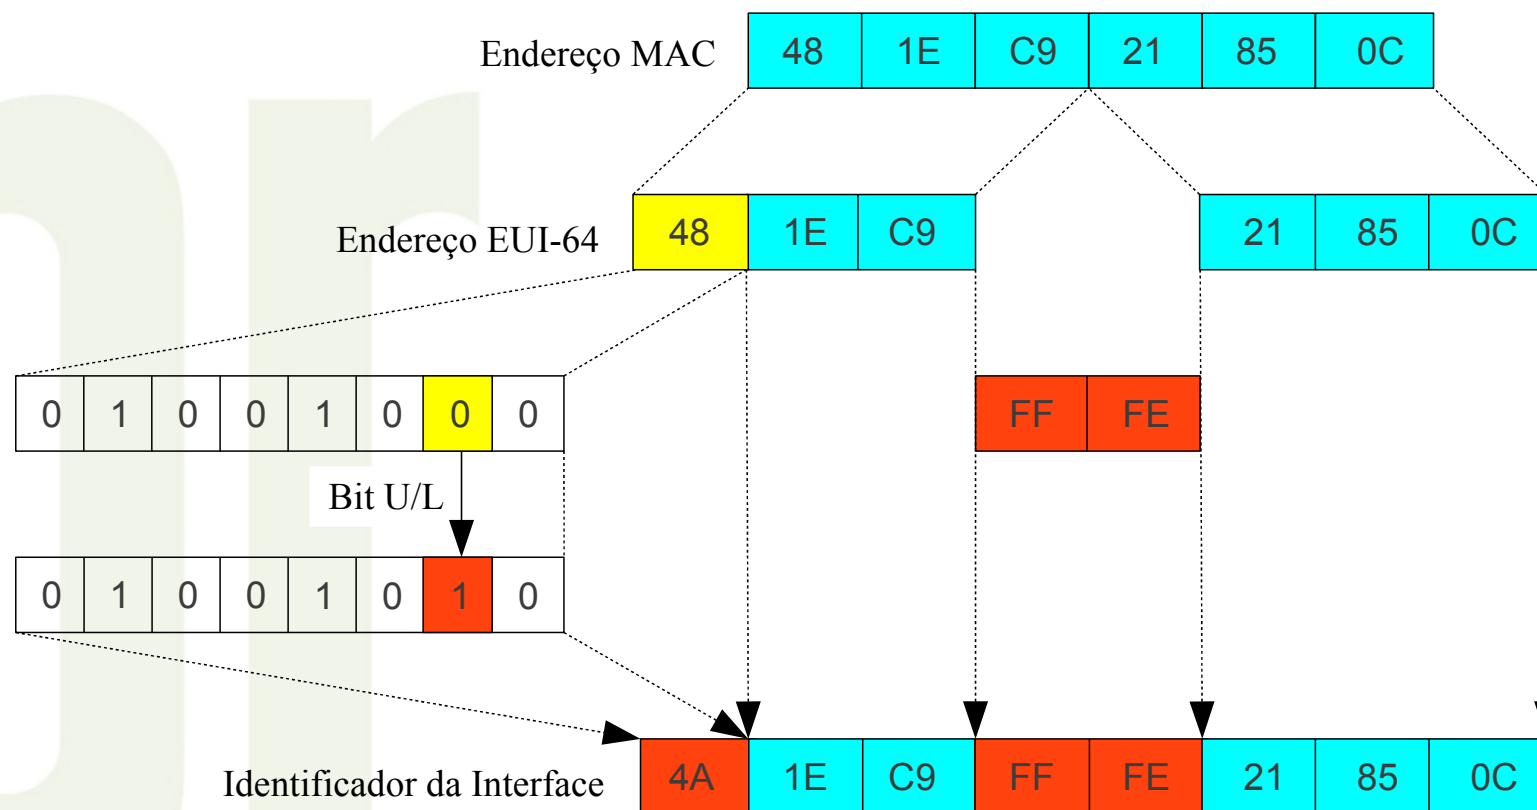 Endereço MAC 48 1E C9 21 85 0C
Endereço EUI-64 48 1E C9 21 85 0C
0 1 0 0 1 0 0 0 FF FE
Bit U/L
0 1 0 0 1 0 1 0
Identificador da Interface 4A 1E C9 FF FE 21 85 0C